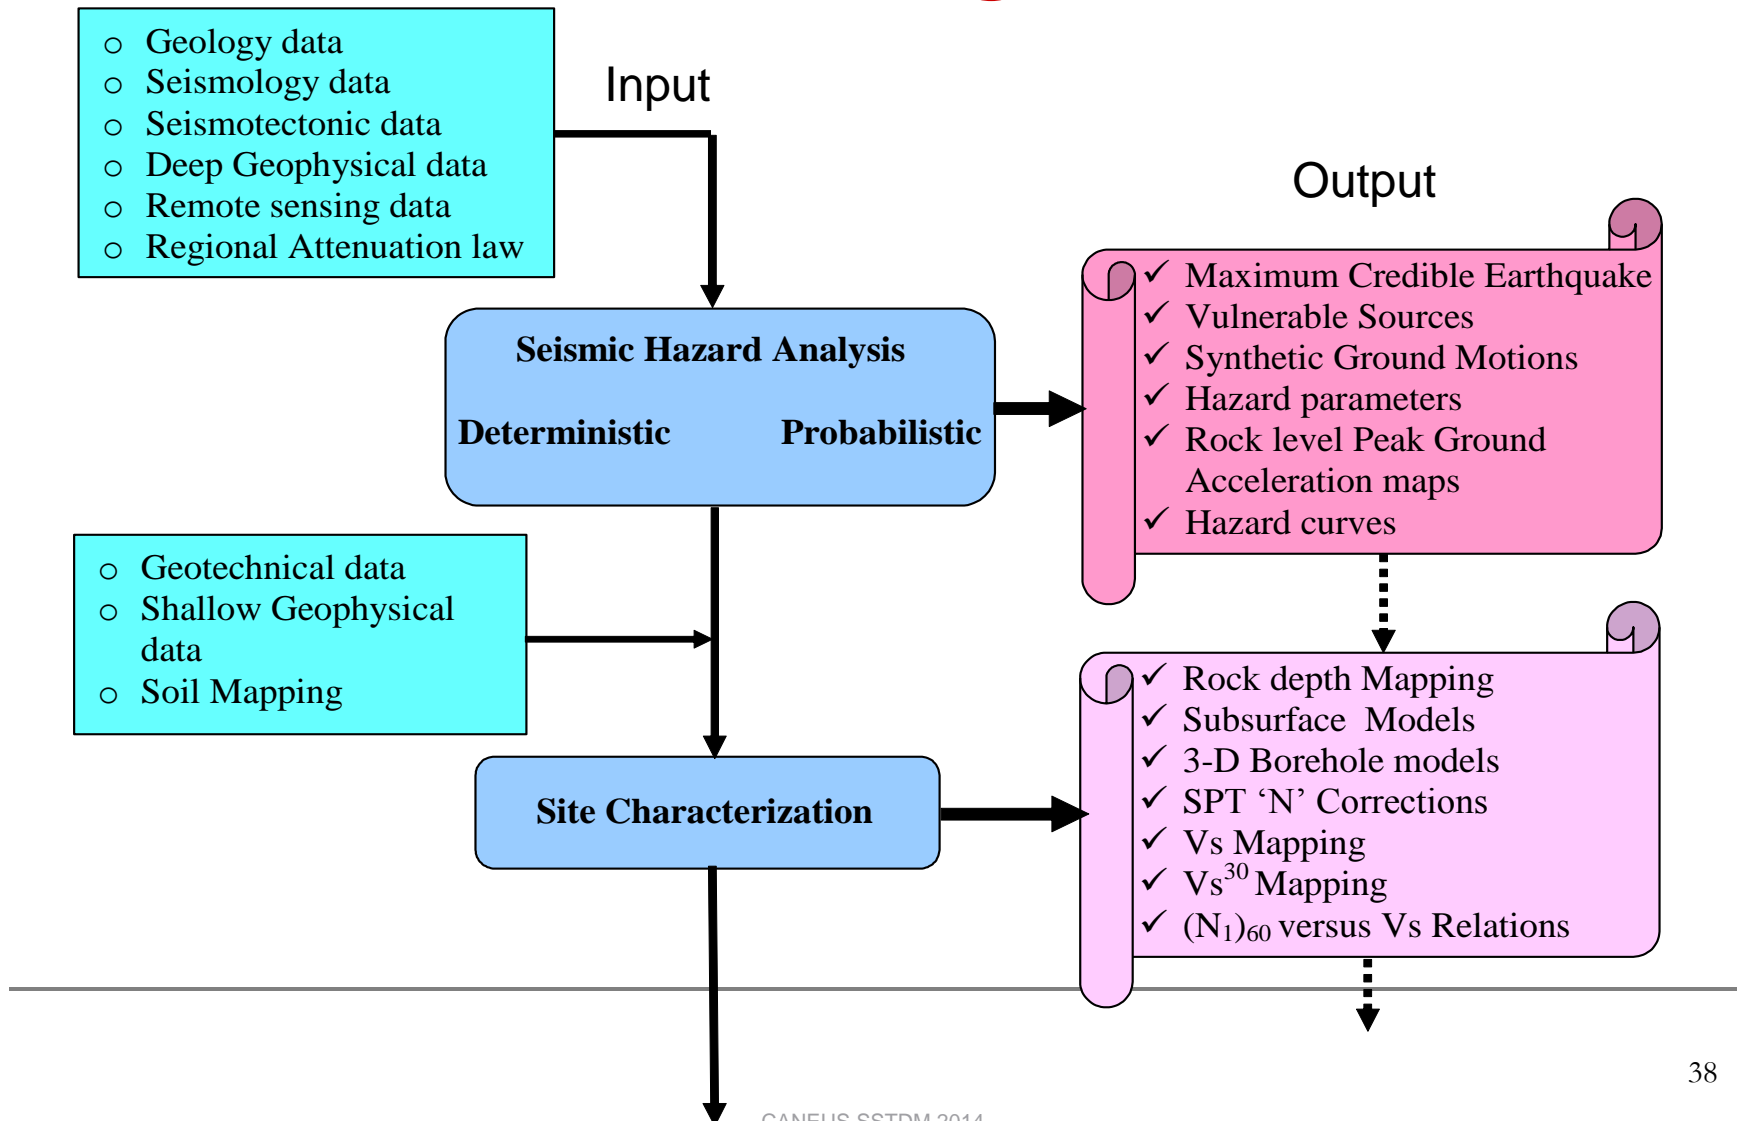 o Geology data
o Seismology data
o Seismotectonic data
o Deep Geophysical data
o Remote sensing data
o Regional Attenuation law
Input
Output
Seismic Hazard Analysis
Deterministic Probabilistic
✓ Maximum Credible Earthquake
✓ Vulnerable Sources
✓ Synthetic Ground Motions
✓ Hazard parameters
✓ Rock level Peak Ground
Acceleration maps
✓ Hazard curves
o Geotechnical data
o Shallow Geophysical
data
o Soil Mapping
Site Characterization
✓ Rock depth Mapping
✓ Subsurface Models
✓ 3-D Borehole models
✓ SPT ‘N’ Corrections
✓ Vs Mapping
✓ Vs³⁰ Mapping
✓ (N₁)₆₀ versus Vs Relations
38
CANEUS SSTDM 2014